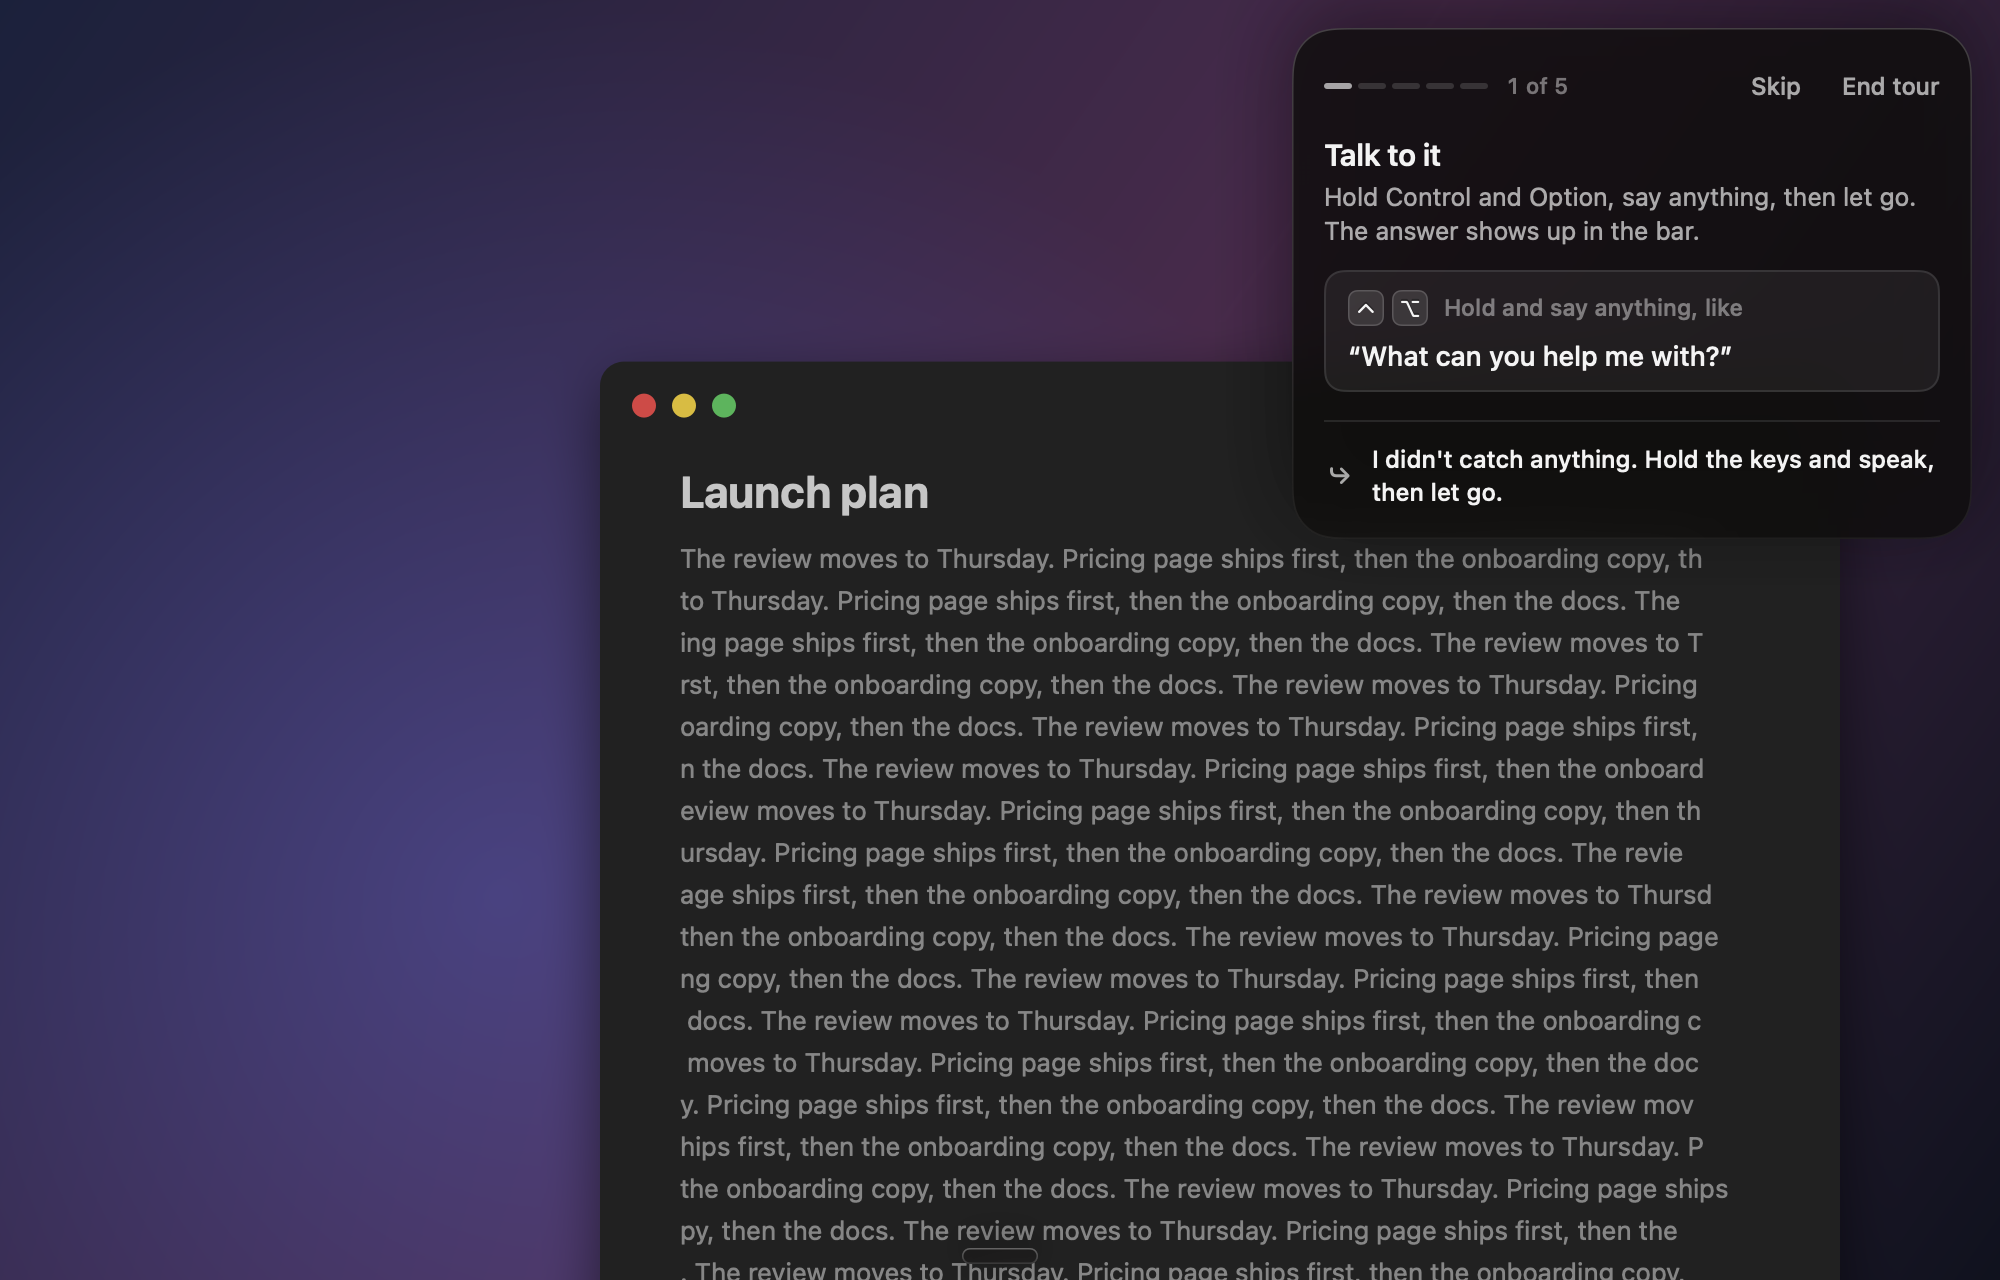 1 of 5
Skip
End tour
Talk to it
Hold Control and Option, say anything, then let go.
The answer shows up in the bar.
Hold and say anything, like
“What can you help me with?”
I didn't catch anything. Hold the keys and speak,
then let go.
Launch plan
The review moves to Thursday. Pricing page ships first, then the onboarding copy, th
to Thursday. Pricing page ships first, then the onboarding copy, then the docs. The
ing page ships first, then the onboarding copy, then the docs. The review moves to T
rst, then the onboarding copy, then the docs. The review moves to Thursday. Pricing
oarding copy, then the docs. The review moves to Thursday. Pricing page ships first,
n the docs. The review moves to Thursday. Pricing page ships first, then the onboard
eview moves to Thursday. Pricing page ships first, then the onboarding copy, then th
ursday. Pricing page ships first, then the onboarding copy, then the docs. The revie
age ships first, then the onboarding copy, then the docs. The review moves to Thursd
then the onboarding copy, then the docs. The review moves to Thursday. Pricing page
ng copy, then the docs. The review moves to Thursday. Pricing page ships first, then
docs. The review moves to Thursday. Pricing page ships first, then the onboarding c
moves to Thursday. Pricing page ships first, then the onboarding copy, then the doc
y. Pricing page ships first, then the onboarding copy, then the docs. The review mov
hips first, then the onboarding copy, then the docs. The review moves to Thursday. P
the onboarding copy, then the docs. The review moves to Thursday. Pricing page ships
py, then the docs. The review moves to Thursday. Pricing page ships first, then the
. The review moves to Thursday. Pricing page ships first, then the onboarding copy,